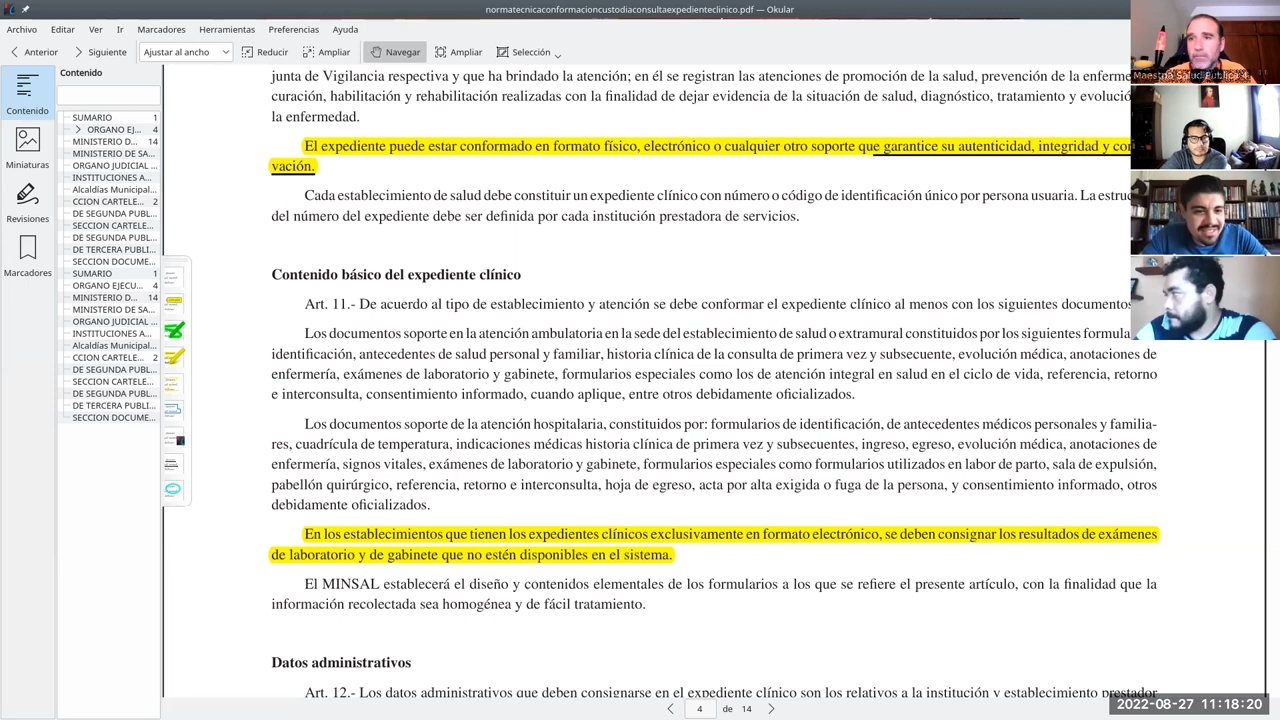 normatecnicaconformacioncustodiaconsultaexpedienteclinico.pdf — Okular
Archivo Editar Ver Ir Marcadores Herramientas Preferencias Ayuda
Anterior Siguiente Ajustar al ancho Reducir Ampliar Navegar Ampliar Selección
Contenido
Miniaturas
Revisiones
Marcadores
Contenido
SUMARIO 1
ORGANO EJ... 4
MINISTERIO D... 14
MINISTERIO DE SA...
ORGANO JUDICIAL ...
INSTITUCIONES A...
Alcaldías Municipal...
CCION CARTELE... 2
DE SEGUNDA PUBL...
SECCION CARTELE...
DE SEGUNDA PUBL...
DE TERCERA PUBLI...
SECCION DOCUME...
SUMARIO 1
ORGANO EJECU... 4
MINISTERIO D... 14
MINISTERIO DE SA...
ORGANO JUDICIAL ...
INSTITUCIONES A...
Alcaldías Municipal...
CCION CARTELE... 2
DE SEGUNDA PUBL...
SECCION CARTELE...
DE SEGUNDA PUBL...
DE TERCERA PUBL...
SECCION DOCUME...
junta de Vigilancia respectiva y que ha brindado la atención; en él se registran las atenciones de promoción de la salud, prevención de la enferme
curación, habilitación y rehabilitación realizadas con la finalidad de dejar evidencia de la situación de salud, diagnóstico, tratamiento y evolució
la enfermedad.
El expediente puede estar conformado en formato físico, electrónico o cualquier otro soporte que garantice su autenticidad, integridad y con
vación.
Cada establecimiento de salud debe constituir un expediente clínico con número o código de identificación único por persona usuaria. La estruc
del número del expediente debe ser definida por cada institución prestadora de servicios.
Contenido básico del expediente clínico
Art. 11.- De acuerdo al tipo de establecimiento y atención se debe conformar el expediente clínico al menos con los siguientes documentos
Los documentos soporte en la atención ambulatoria en la sede del establecimiento de salud o extramural constituidos por los siguientes formula
identificación, antecedentes de salud personal y familiar, historia clínica de la consulta de primera vez y subsecuente, evolución médica, anotaciones de
enfermería, exámenes de laboratorio y gabinete, formularios especiales como los de atención integral en salud en el ciclo de vida, referencia, retorno
e interconsulta, consentimiento informado, cuando aplique, entre otros debidamente oficializados.
Los documentos soporte de la atención hospitalaria, constituidos por: formularios de identificación, de antecedentes médicos personales y familia-
res, cuadrícula de temperatura, indicaciones médicas historia clínica de primera vez y subsecuentes, ingreso, egreso, evolución médica, anotaciones de
enfermería, signos vitales, exámenes de laboratorio y gabinete, formularios especiales como formularios utilizados en labor de parto, sala de expulsión,
pabellón quirúrgico, referencia, retorno e interconsulta, hoja de egreso, acta por alta exigida o fuga de la persona, y consentimiento informado, otros
debidamente oficializados.
En los establecimientos que tienen los expedientes clínicos exclusivamente en formato electrónico, se deben consignar los resultados de exámenes
de laboratorio y de gabinete que no estén disponibles en el sistema.
El MINSAL establecerá el diseño y contenidos elementales de los formularios a los que se refiere el presente artículo, con la finalidad que la
información recolectada sea homogénea y de fácil tratamiento.
Datos administrativos
Art. 12.- Los datos administrativos que deben consignarse en el expediente clínico son los relativos a la institución y establecimiento prestador
4 de 14
Maestría Salud Pública 4
2022-08-27 11:18:20